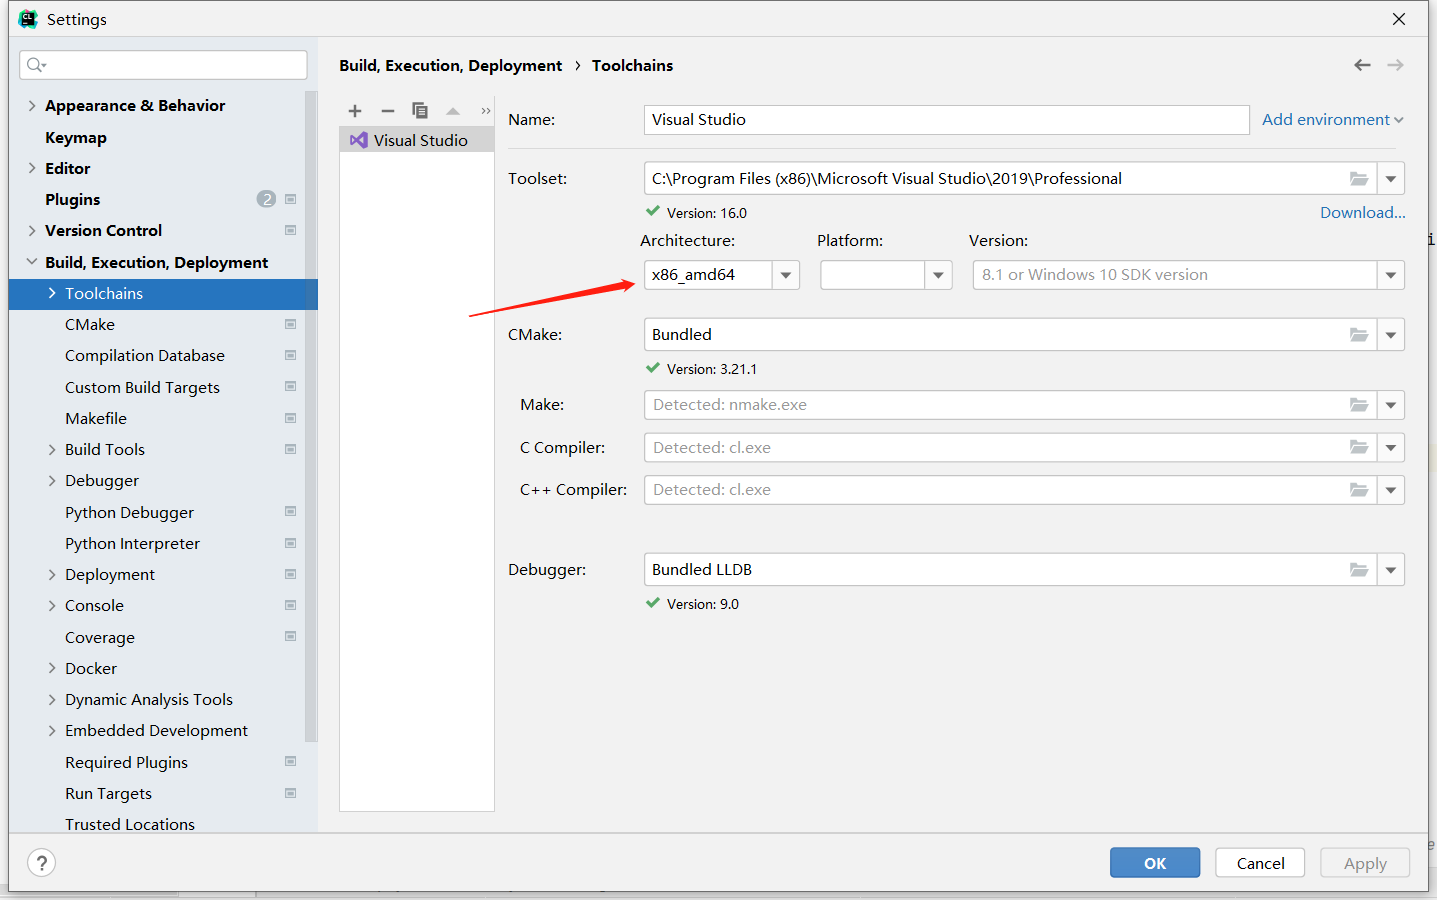 Settings
Appearance & Behavior
Keymap
Editor
Plugins 2
Version Control
Build, Execution, Deployment
Toolchains
CMake
Compilation Database
Custom Build Targets
Makefile
Build Tools
Debugger
Python Debugger
Python Interpreter
Deployment
Console
Coverage
Docker
Dynamic Analysis Tools
Embedded Development
Required Plugins
Run Targets
Trusted Locations
Build, Execution, Deployment › Toolchains
Visual Studio
Name: Visual Studio Add environment
Toolset: C:\Program Files (x86)\Microsoft Visual Studio\2019\Professional
Version: 16.0 Download...
Architecture: Platform: Version:
x86_amd64 8.1 or Windows 10 SDK version
CMake: Bundled
Version: 3.21.1
Make: Detected: nmake.exe
C Compiler: Detected: cl.exe
C++ Compiler: Detected: cl.exe
Debugger: Bundled LLDB
Version: 9.0
? OK Cancel Apply